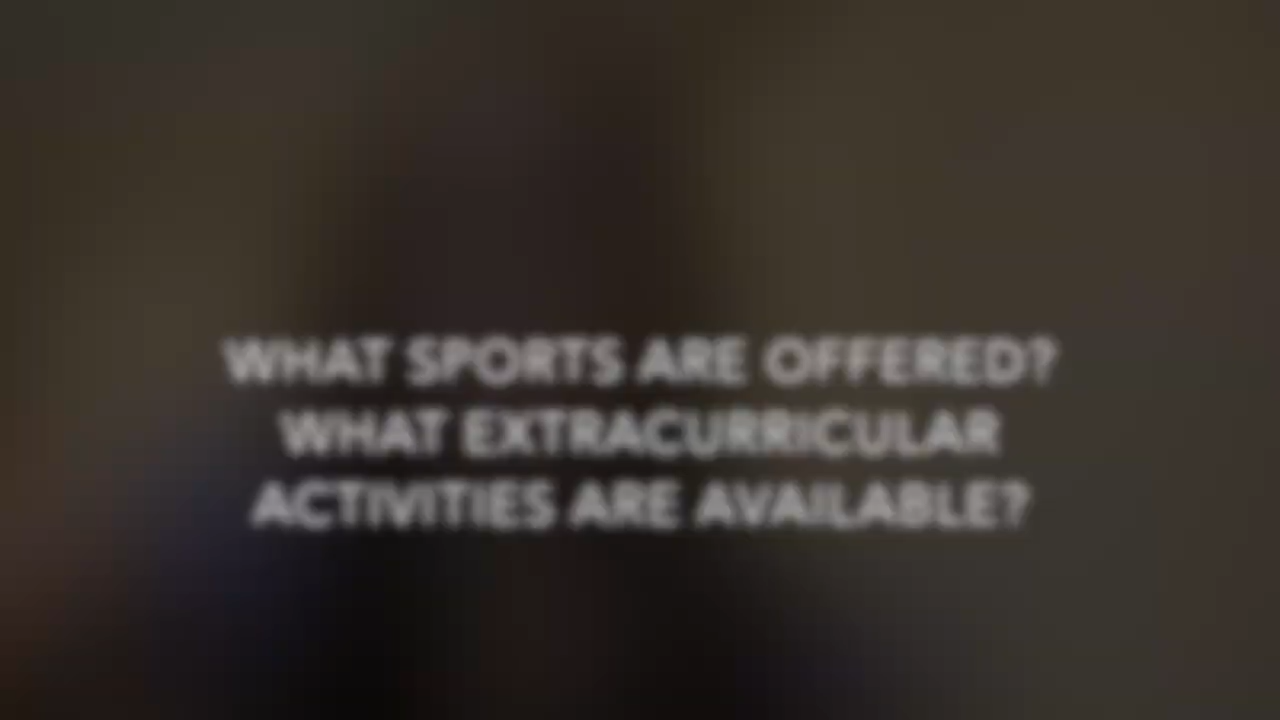 WHAT SPORTS ARE OFFERED?
WHAT EXTRACURRICULAR
ACTIVITIES ARE AVAILABLE?